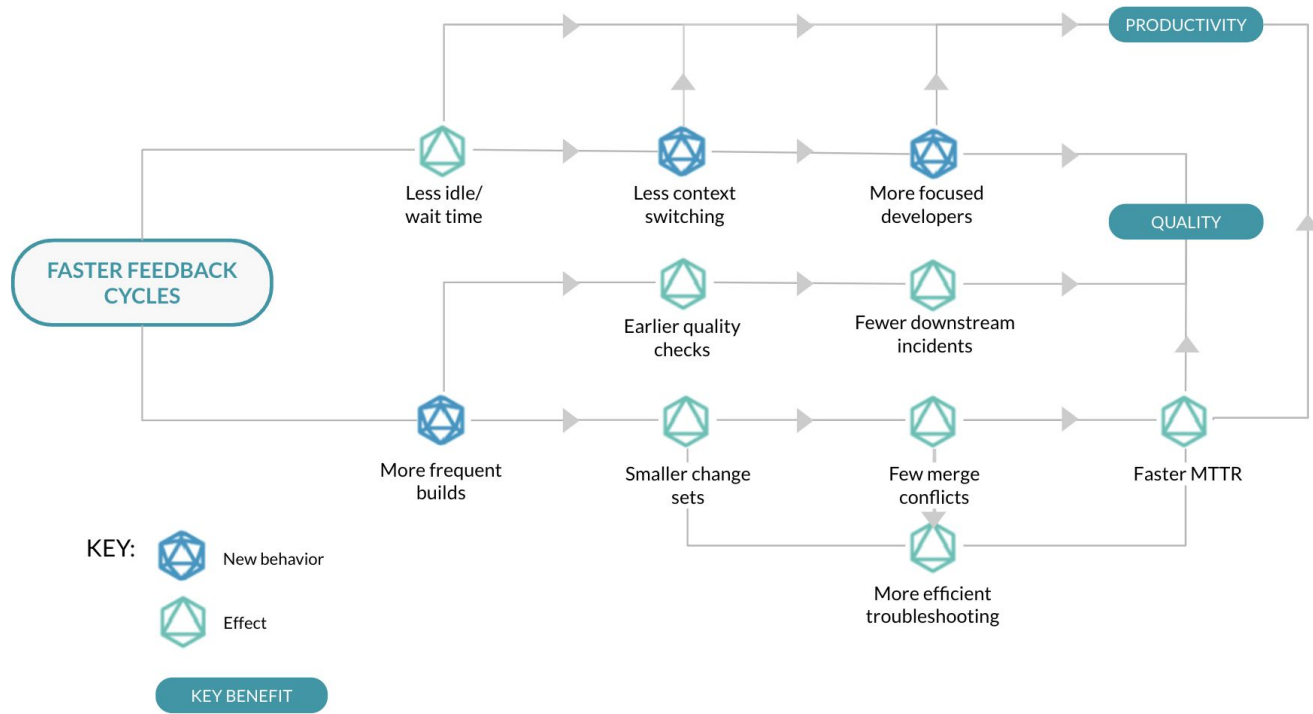 PRODUCTIVITY
Less idle/
wait time
Less context
switching
More focused
developers
QUALITY
FASTER FEEDBACK
CYCLES
Earlier quality
checks
Fewer downstream
incidents
More frequent
builds
Smaller change
sets
Few merge
conflicts
Faster MTTR
KEY:
New behavior
More efficient
troubleshooting
Effect
KEY BENEFIT